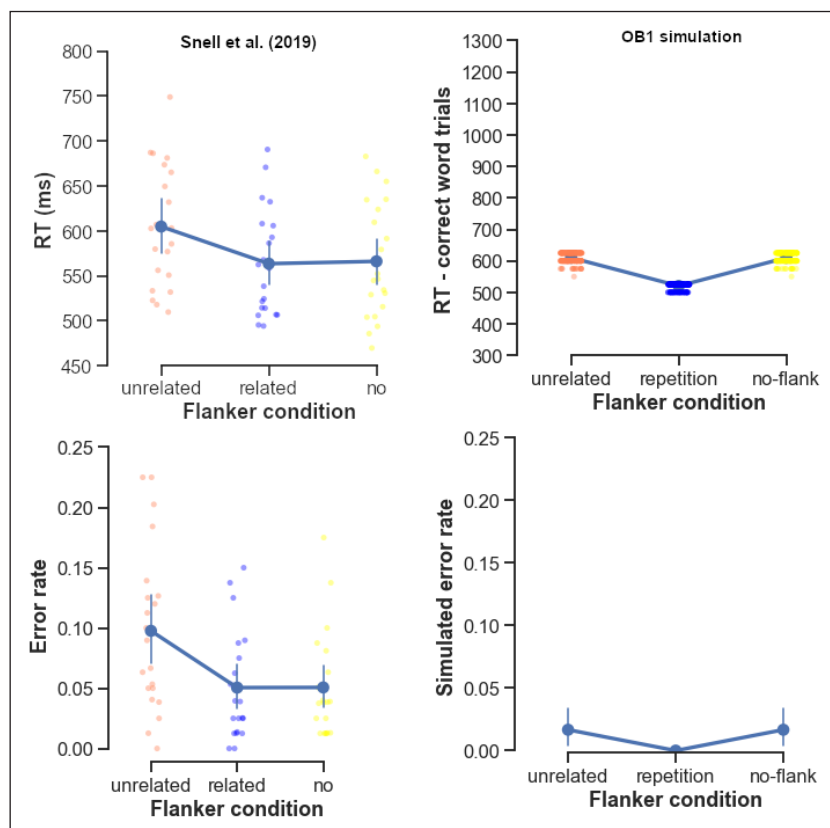 Snell et al. (2019)
800
750
700
650
600
550
500
450
RT (ms)
unrelated related no
Flanker condition
OB1 simulation
1300
1200
1100
1000
900
800
700
600
500
400
300
RT - correct word trials
unrelated repetition no-flank
Flanker condition
0.25
0.20
0.15
0.10
0.05
0.00
Error rate
unrelated related no
Flanker condition
0.25
0.20
0.15
0.10
0.05
0.00
Simulated error rate
unrelated repetition no-flank
Flanker condition